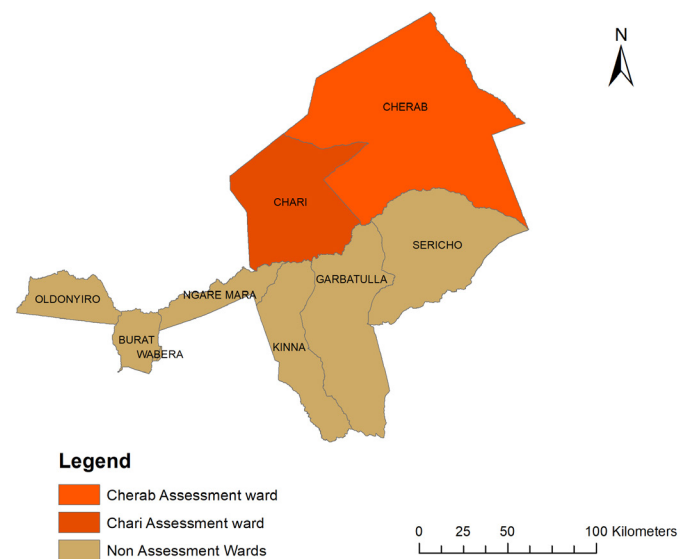 N
CHERAB
CHARI
SERICHO
GARBATULLA
NGARE MARA
OLDONYIRO
BURAT
WABERA
KINNA
Legend
Cherab Assessment ward
Chari Assessment ward
Non Assessment Wards
0 25 50 100 Kilometers